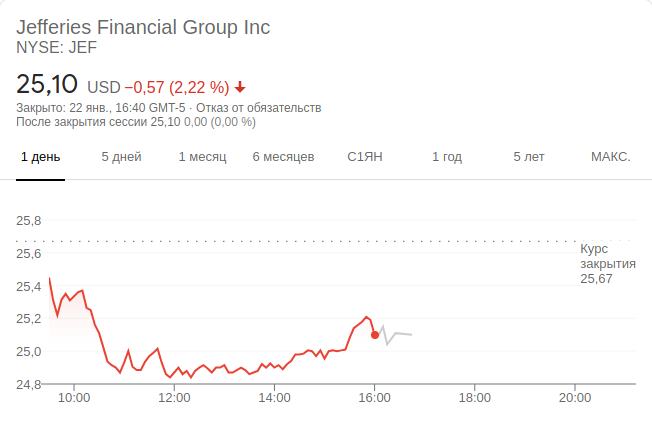 Jefferies Financial Group Inc
NYSE: JEF
25,10 USD −0,57 (2,22 %)
Закрыто: 22 янв., 16:40 GMT-5 · Отказ от обязательств
После закрытия сессии 25,10 0,00 (0,00 %)
1 день 5 дней 1 месяц 6 месяцев С1ЯН 1 год 5 лет МАКС.
25,8
25,6
25,4
25,2
25,0
24,8
Курс
закрытия
25,67
10:00 12:00 14:00 16:00 18:00 20:00